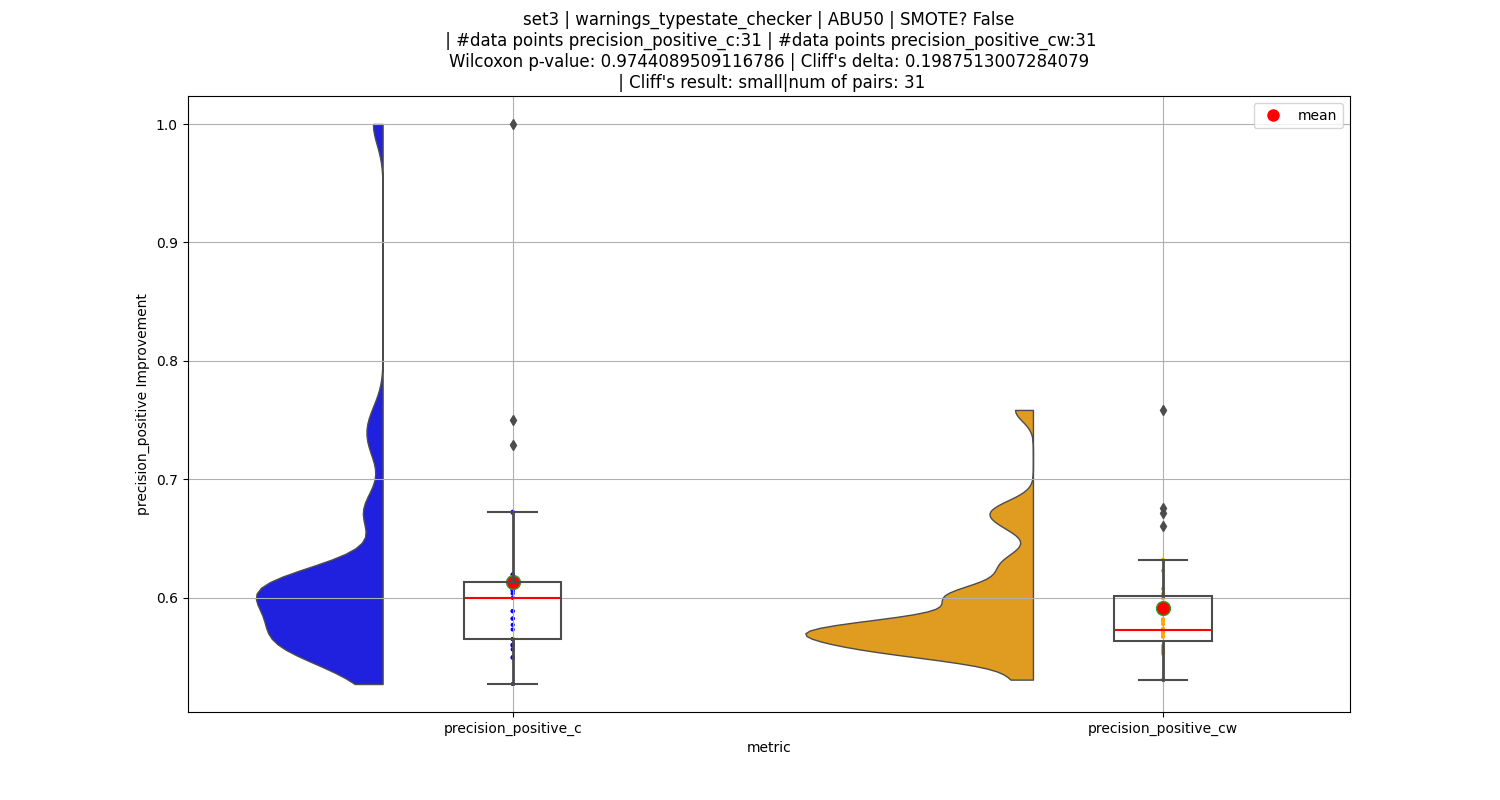 set3 | warnings_typestate_checker | ABU50 | SMOTE? False
| #data points precision_positive_c:31 | #data points precision_positive_cw:31
Wilcoxon p-value: 0.9744089509116786 | Cliff's delta: 0.1987513007284079
| Cliff's result: small|num of pairs: 31
mean
1.0
0.9
0.8
0.7
0.6
precision_positive Improvement
precision_positive_c
precision_positive_cw
metric